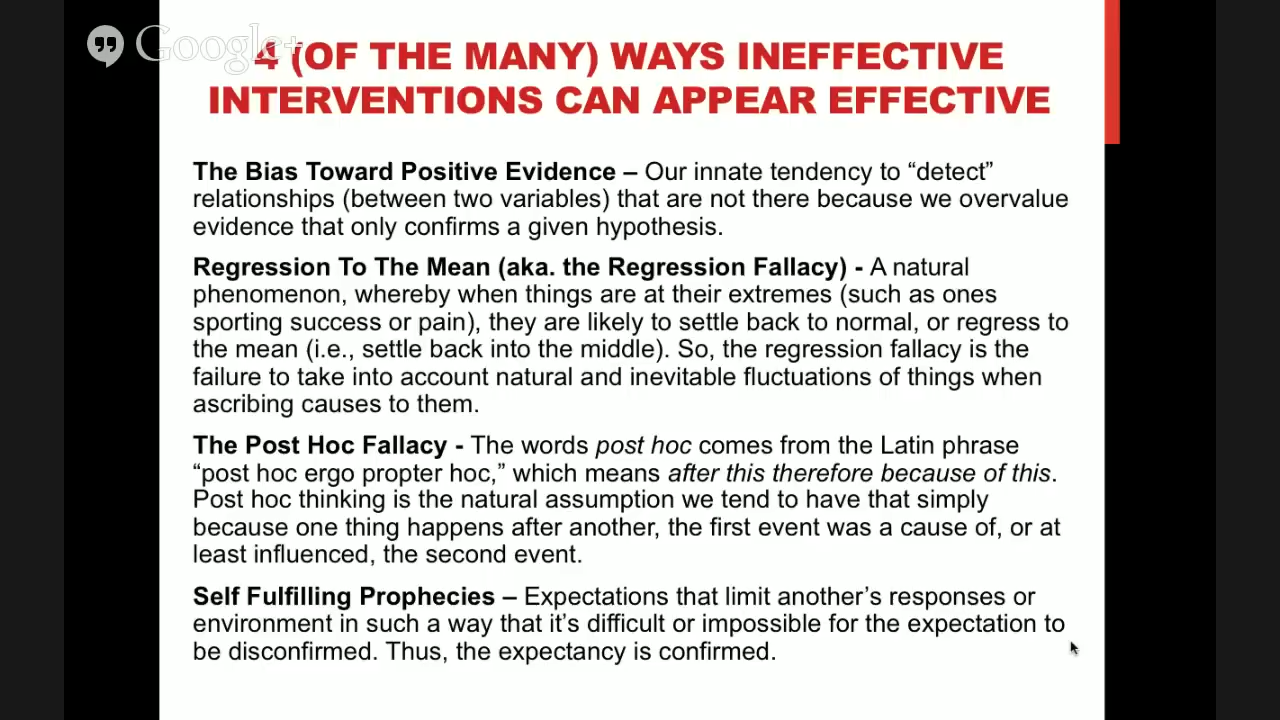 Google+
4 (OF THE MANY) WAYS INEFFECTIVE
INTERVENTIONS CAN APPEAR EFFECTIVE
The Bias Toward Positive Evidence – Our innate tendency to “detect”
relationships (between two variables) that are not there because we overvalue
evidence that only confirms a given hypothesis.
Regression To The Mean (aka. the Regression Fallacy) - A natural
phenomenon, whereby when things are at their extremes (such as ones
sporting success or pain), they are likely to settle back to normal, or regress to
the mean (i.e., settle back into the middle). So, the regression fallacy is the
failure to take into account natural and inevitable fluctuations of things when
ascribing causes to them.
The Post Hoc Fallacy - The words post hoc comes from the Latin phrase
“post hoc ergo propter hoc,” which means after this therefore because of this.
Post hoc thinking is the natural assumption we tend to have that simply
because one thing happens after another, the first event was a cause of, or at
least influenced, the second event.
Self Fulfilling Prophecies – Expectations that limit another’s responses or
environment in such a way that it’s difficult or impossible for the expectation to
be disconfirmed. Thus, the expectancy is confirmed.